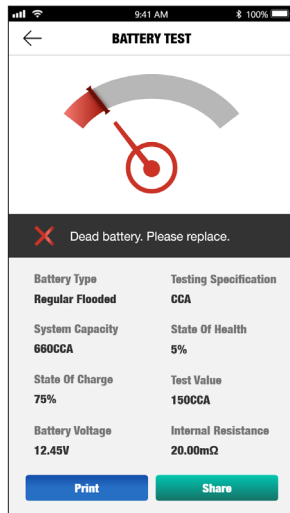 9:41 AM
100%
BATTERY TEST
Dead battery. Please replace.
Battery Type
Testing Specification
Regular Flooded
CCA
System Capacity
State Of Health
660CCA
5%
State Of Charge
Test Value
75%
150CCA
Battery Voltage
Internal Resistance
12.45V
20.00mΩ
Print
Share